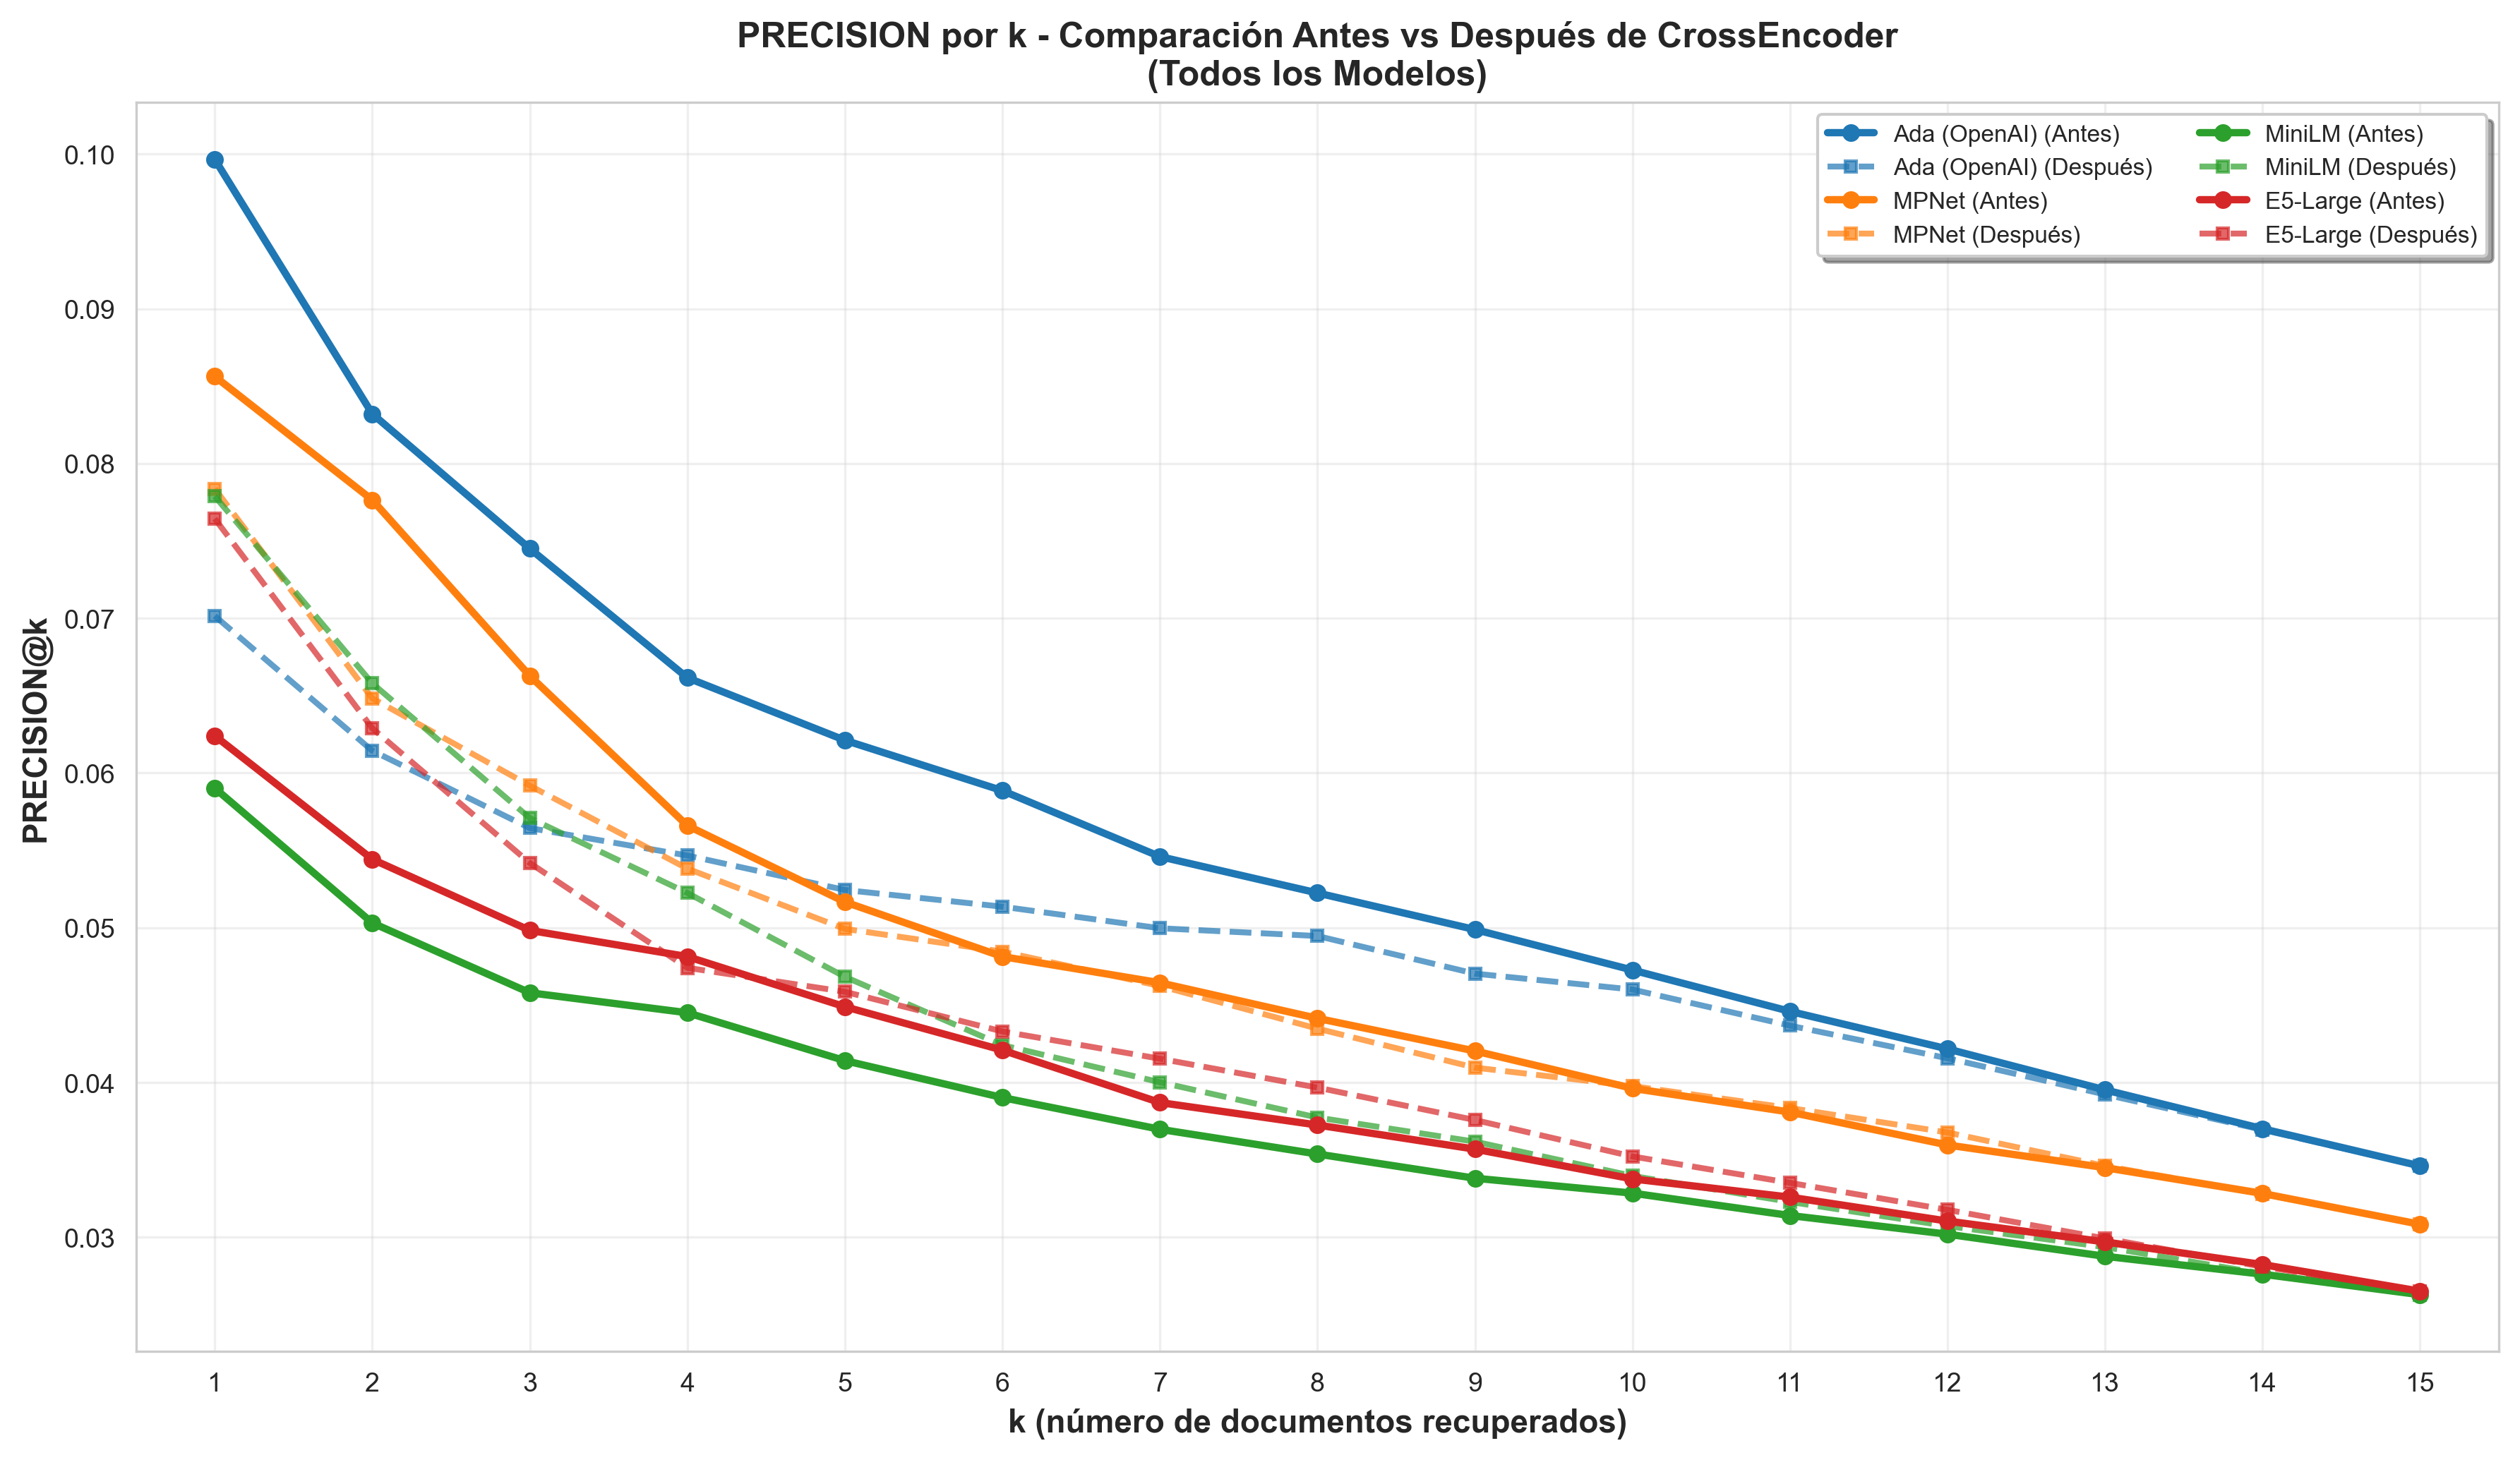 PRECISION por k - Comparación Antes vs Después de CrossEncoder
(Todos los Modelos)
Ada (OpenAI) (Antes)
Ada (OpenAI) (Después)
MPNet (Antes)
MPNet (Después)
MiniLM (Antes)
MiniLM (Después)
E5-Large (Antes)
E5-Large (Después)
PRECISION@k
0.10
0.09
0.08
0.07
0.06
0.05
0.04
0.03
1 2 3 4 5 6 7 8 9 10 11 12 13 14 15
k (número de documentos recuperados)